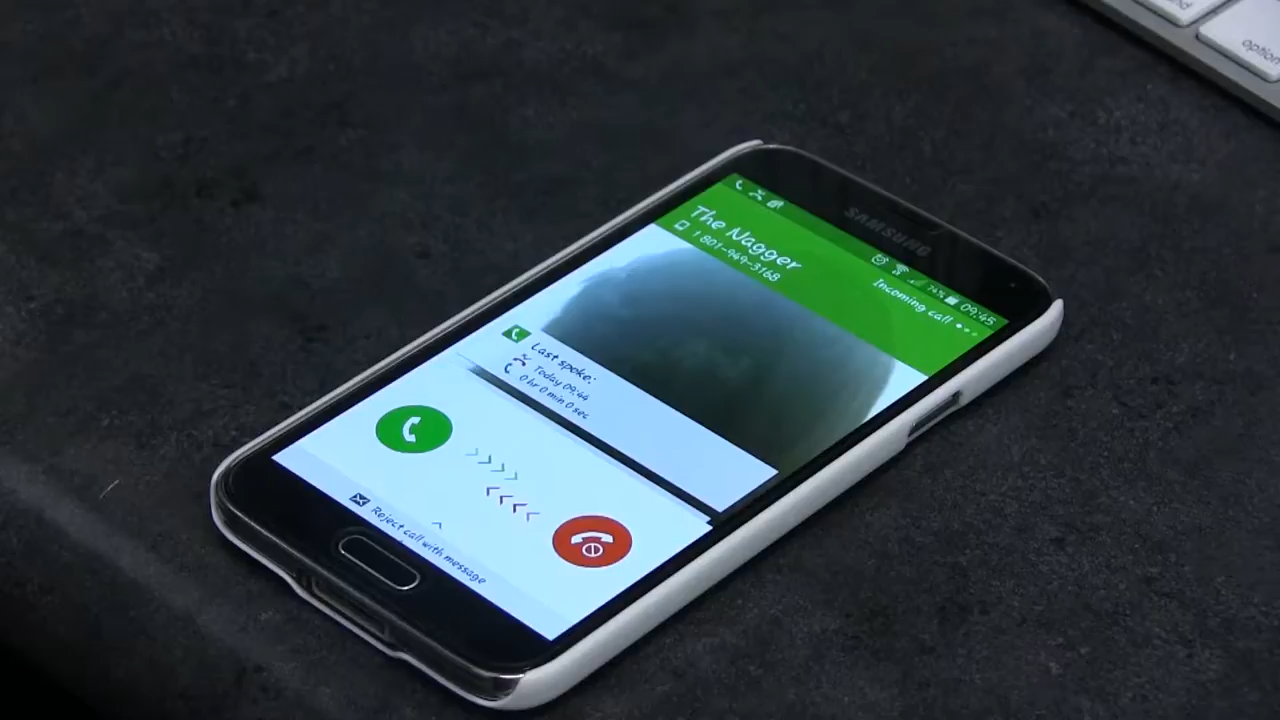 SAMSUNG
74% 09:45
The Nagger
1 801-949-3168
Incoming call
Last spoke:
Today 09:44
0 hr 0 min 0 sec
Reject call with message
option